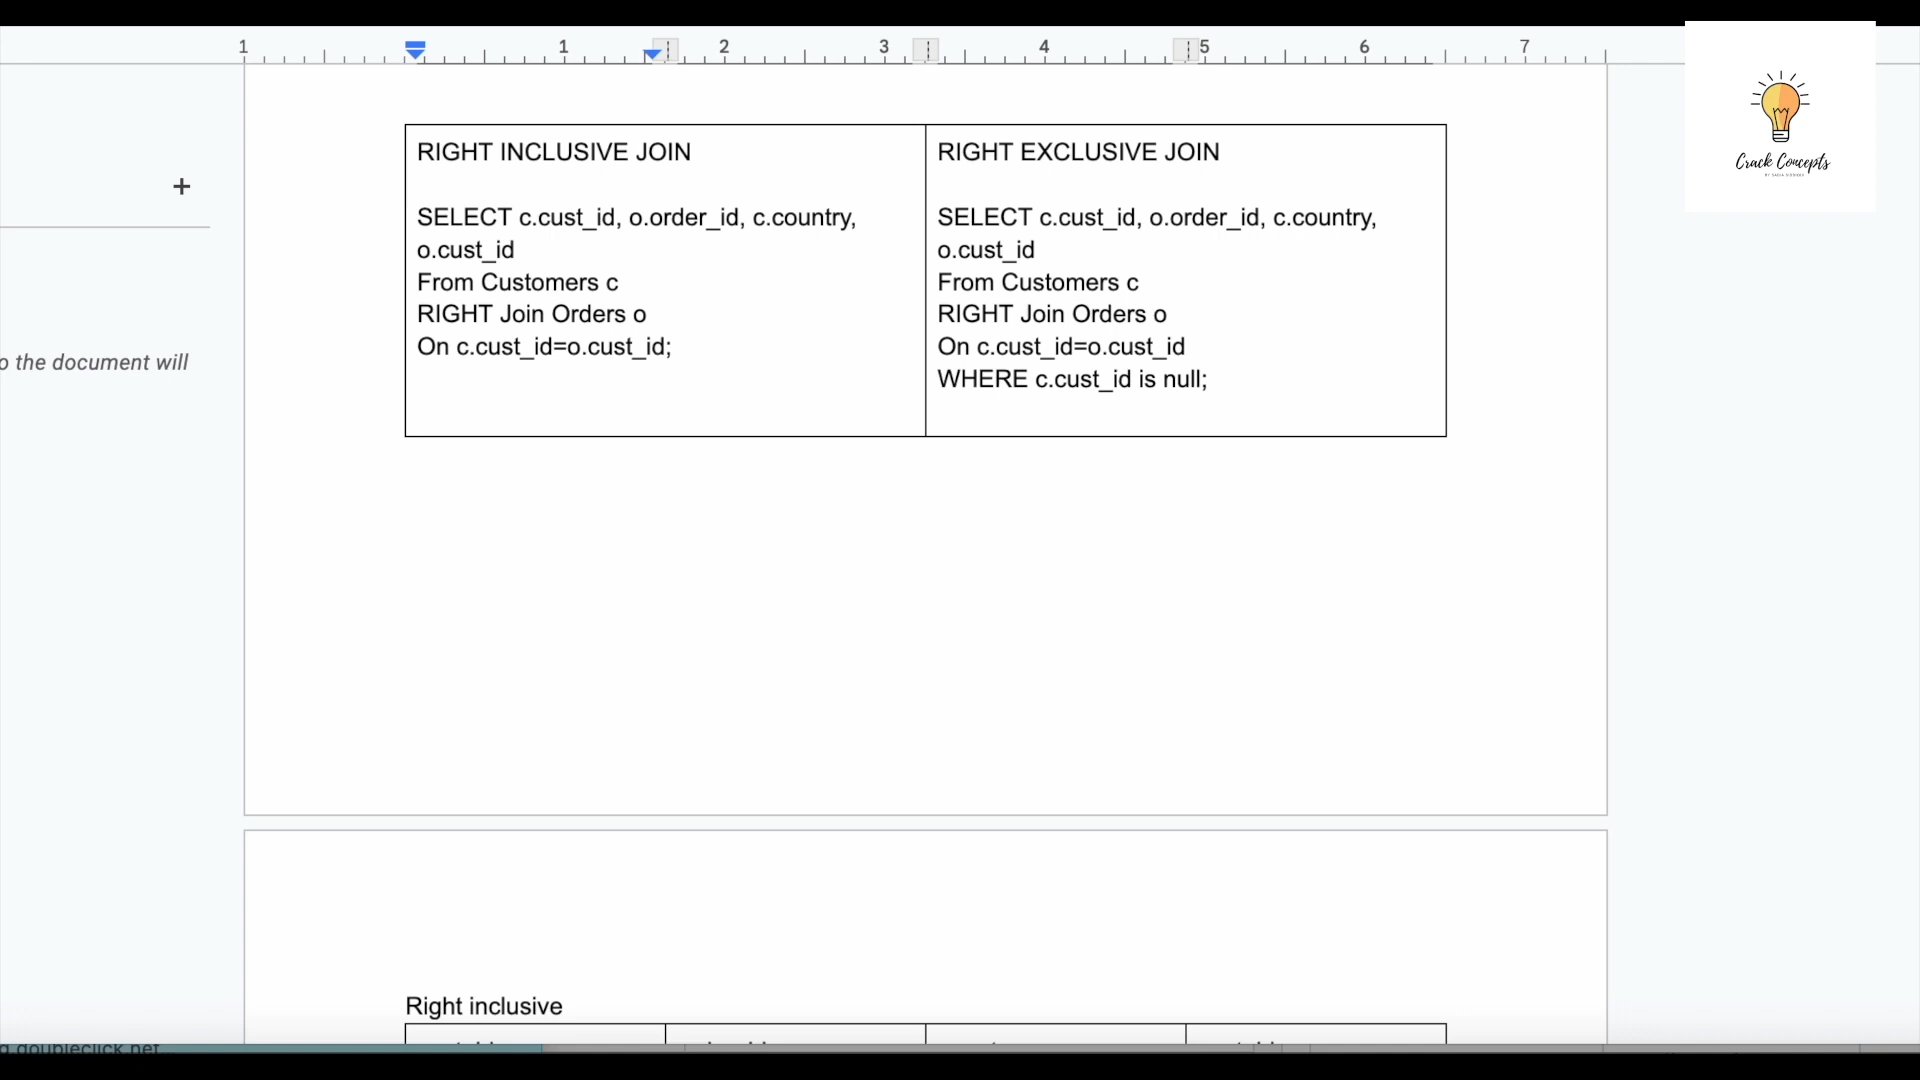 1 1 2 3 4 5 6 7
RIGHT INCLUSIVE JOIN
SELECT c.cust_id, o.order_id, c.country,
o.cust_id
From Customers c
RIGHT Join Orders o
On c.cust_id=o.cust_id;
RIGHT EXCLUSIVE JOIN
SELECT c.cust_id, o.order_id, c.country,
o.cust_id
From Customers c
RIGHT Join Orders o
On c.cust_id=o.cust_id
WHERE c.cust_id is null;
Crack Concepts
+
o the document will
Right inclusive
g.doubleclick.net